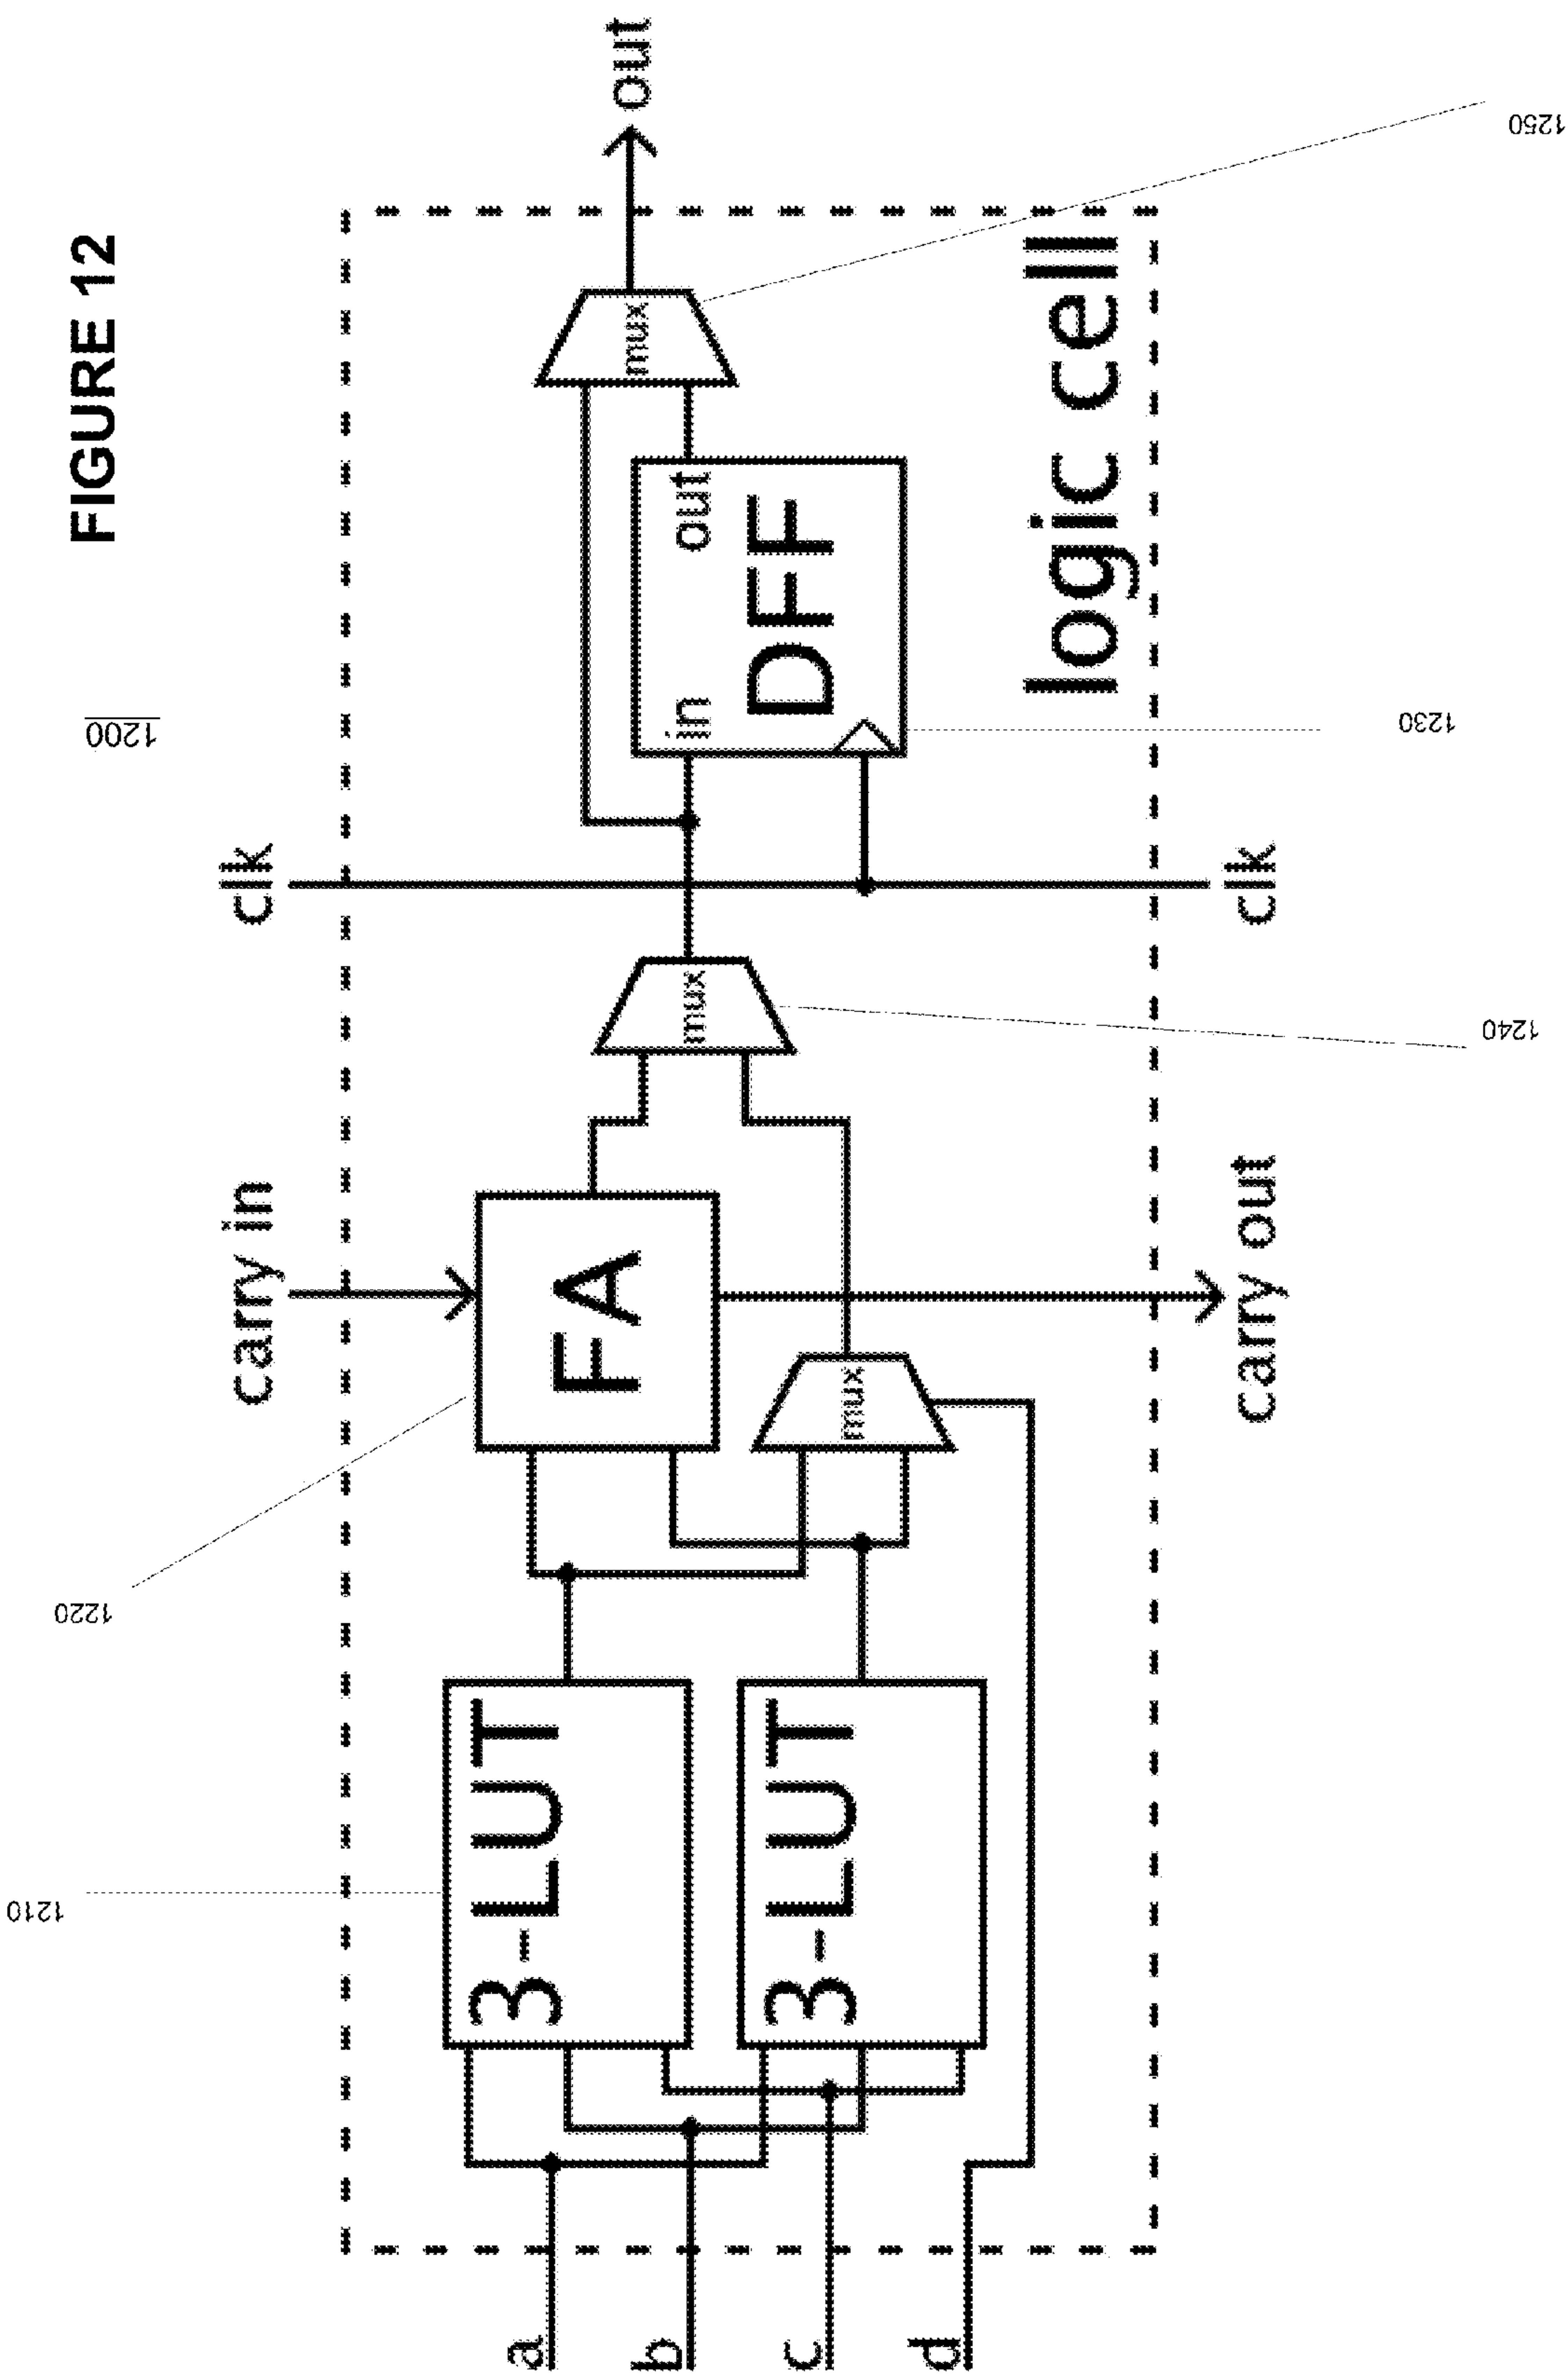 FIGURE 12
1200
1210
1220
carry in
clk
a
b
c
d
3-LUT
3-LUT
FA
mux
mux
in
out
DFF
mux
out
logic cell
carry out
clk
1240
1230
1250